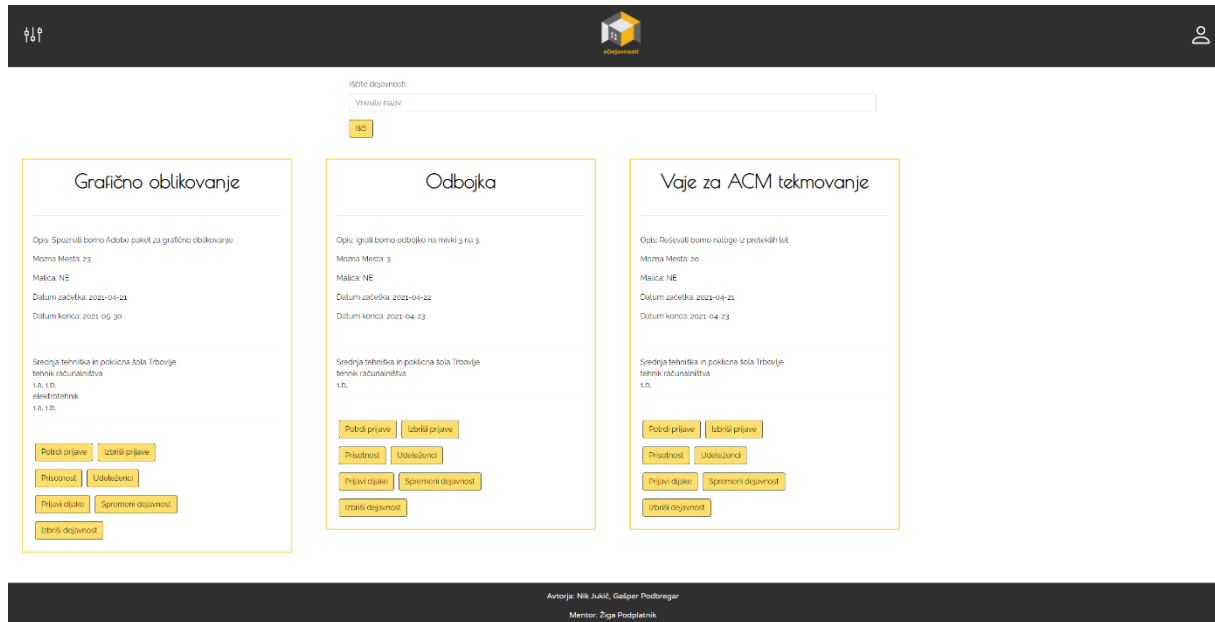 eDejavnosti
Iščite dejavnosti:
Vnesite naziv
Išči
Grafično oblikovanje
Opis: Spoznali bomo Adobe paket za grafično oblikovanje.
Mozna Mesta: 23
Malica: NE
Datum začetka: 2021-04-21
Datum konca: 2021-05-30
Srednja tehniška in poklicna šola Trbovlje
tehnik računalništva
1.a, 1.b,
elektrotehnik
1.a, 1.b,
Potrdi prijave Izbriši prijave
Prisotnost Udeleženci
Prijavi dijake Spremeni dejavnost
Izbriši dejavnost
Odbojka
Opis: Igrali bomo odbojko na mivki 3 na 3.
Mozna Mesta: 3
Malica: NE
Datum začetka: 2021-04-22
Datum konca: 2021-04-23
Srednja tehniška in poklicna šola Trbovlje
tehnik računalništva
1.b,
Potrdi prijave Izbriši prijave
Prisotnost Udeleženci
Prijavi dijake Spremeni dejavnost
Izbriši dejavnost
Vaje za ACM tekmovanje
Opis: Reševali bomo naloge iz preteklih let.
Mozna Mesta: 20
Malica: NE
Datum začetka: 2021-04-21
Datum konca: 2021-04-23
Srednja tehniška in poklicna šola Trbovlje
tehnik računalništva
1.b,
Potrdi prijave Izbriši prijave
Prisotnost Udeleženci
Prijavi dijake Spremeni dejavnost
Izbriši dejavnost
Avtorja: Nik Jukič, Gašper Podbregar
Mentor: Žiga Podplatnik